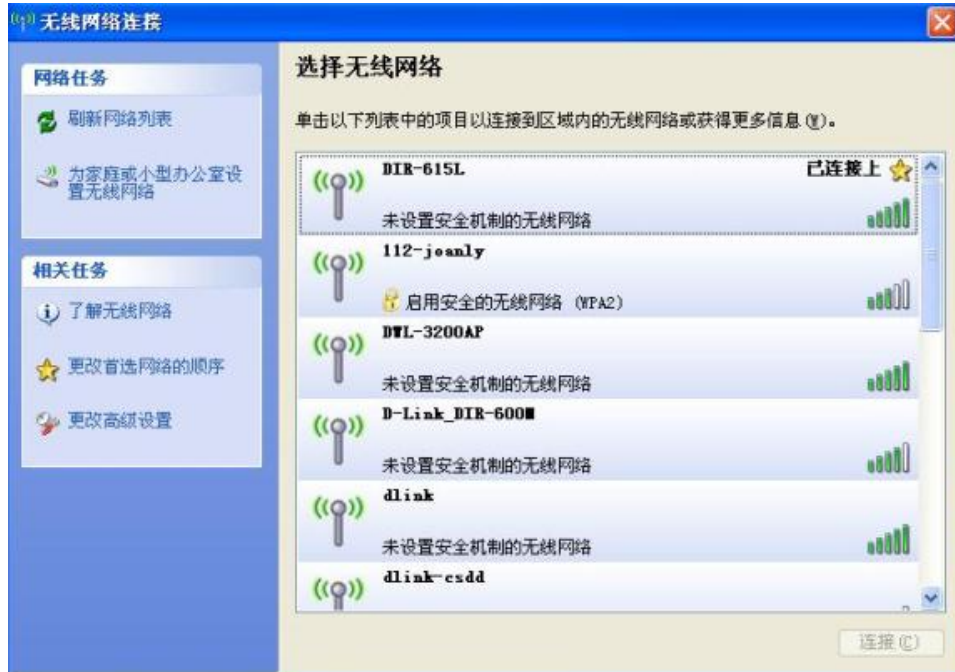 无线网络连接
网络任务
刷新网络列表
为家庭或小型办公室设
置无线网络
相关任务
了解无线网络
更改首选网络的顺序
更改高级设置
选择无线网络
单击以下列表中的项目以连接到区域内的无线网络或获得更多信息(W)。
DIR-615L 已连接上
未设置安全机制的无线网络
112-joanly
启用安全的无线网络 (WPA2)
DWL-3200AP
未设置安全机制的无线网络
D-Link_DIR-600M
未设置安全机制的无线网络
dlink
未设置安全机制的无线网络
dlink-csdd
连接(C)